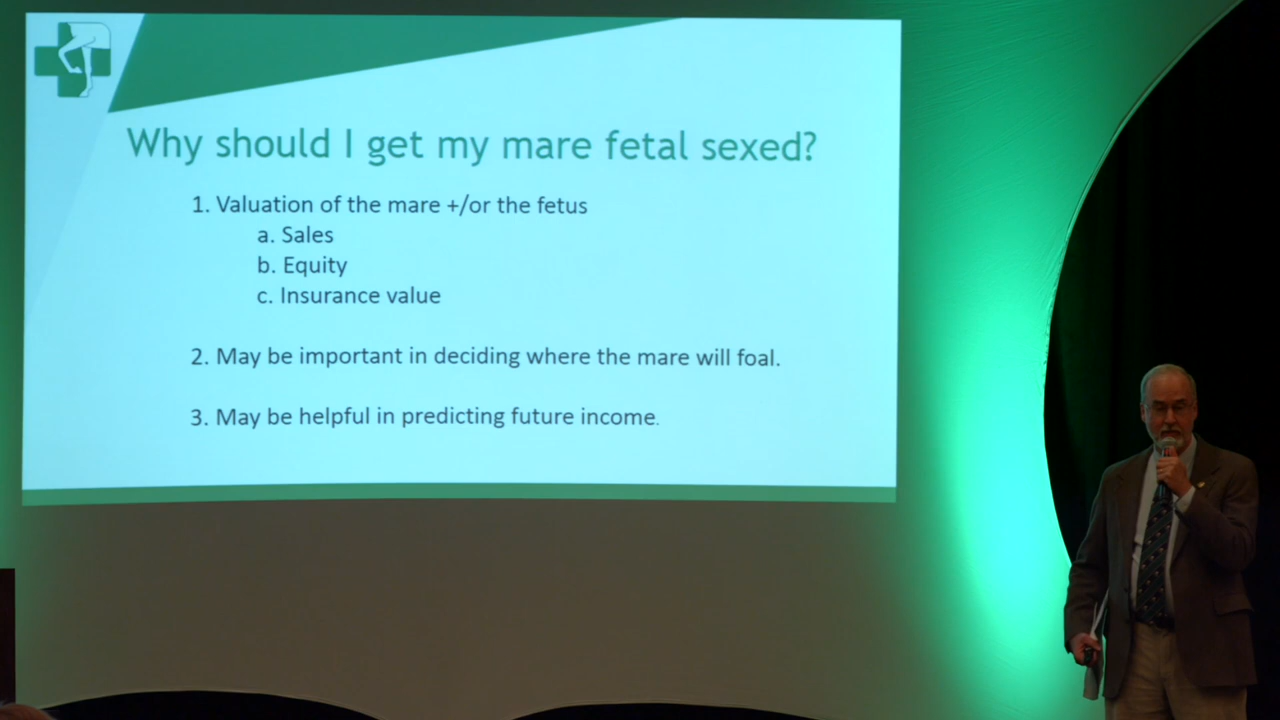 Why should I get my mare fetal sexed?
1. Valuation of the mare +/or the fetus
a. Sales
b. Equity
c. Insurance value
2. May be important in deciding where the mare will foal.
3. May be helpful in predicting future income.